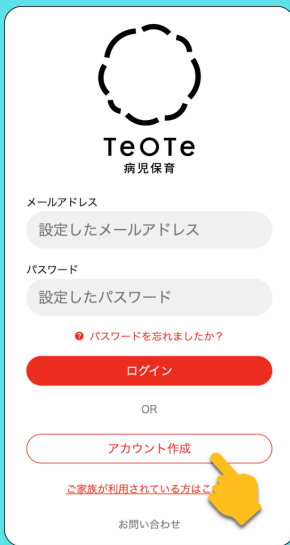 TeOTe
病児保育
メールアドレス
設定したメールアドレス
パスワード
設定したパスワード
? パスワードを忘れましたか？
ログイン
OR
アカウント作成
ご家族が利用されている方はこ
お問い合わせ